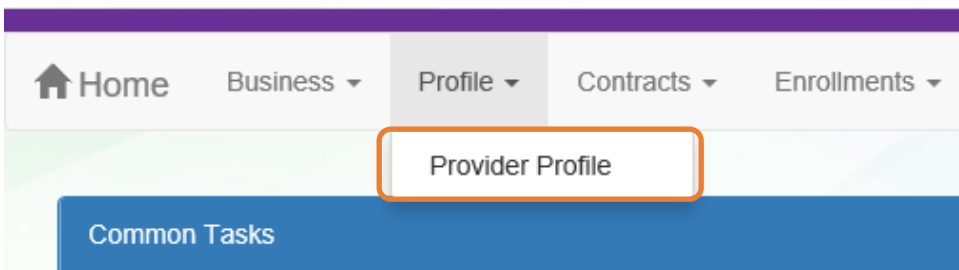 Home Business Profile Contracts Enrollments
Provider Profile
Common Tasks